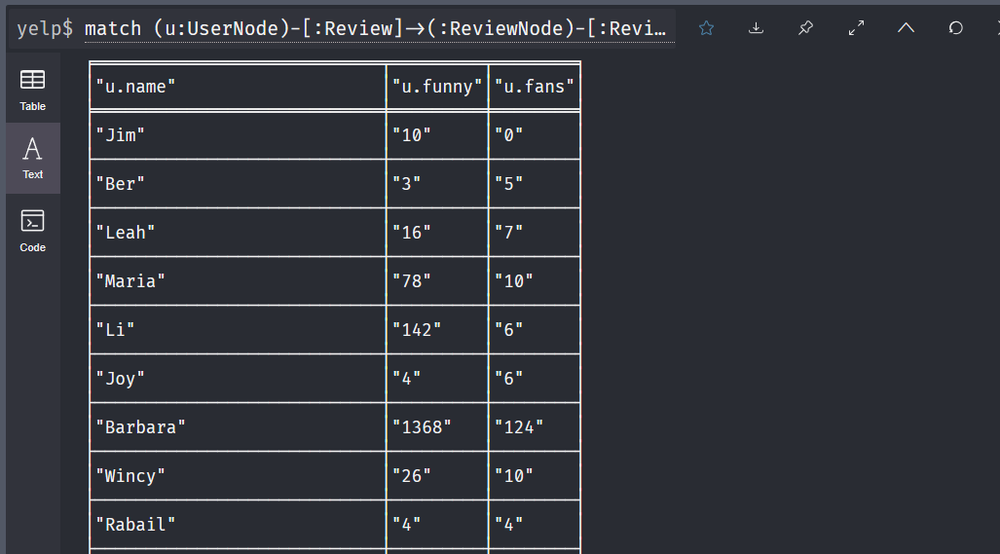 yelp$ match (u:UserNode)-[:Review]→(:ReviewNode)-[:Revi…
Table
Text
Code
"u.name" "u.funny" "u.fans"
"Jim" "10" "0"
"Ber" "3" "5"
"Leah" "16" "7"
"Maria" "78" "10"
"Li" "142" "6"
"Joy" "4" "6"
"Barbara" "1368" "124"
"Wincy" "26" "10"
"Rabail" "4" "4"